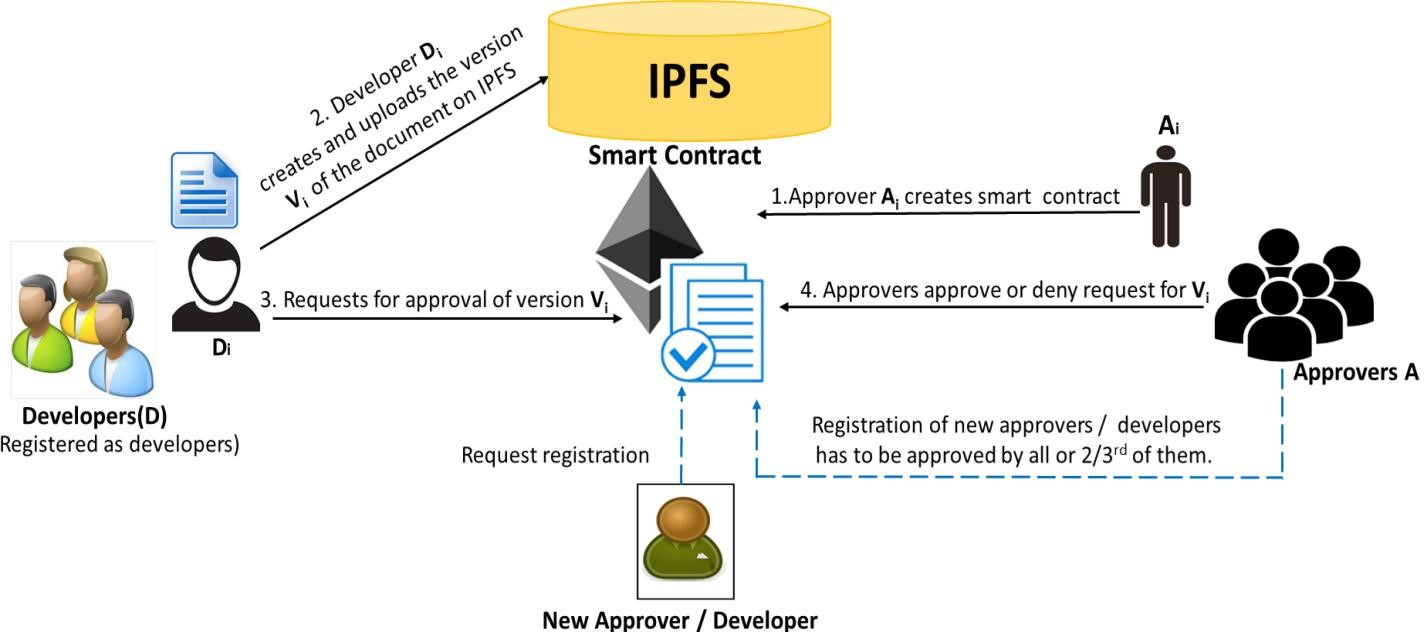 IPFS
2. Developer Di
creates and uploads the version
Vi of the document on IPFS
Smart Contract
Ai
1.Approver Ai creates smart contract
3. Requests for approval of version Vi
4. Approvers approve or deny request for Vi
Di
Approvers A
Developers(D)
Registered as developers)
Registration of new approvers / developers
has to be approved by all or 2/3rd of them.
Request registration
New Approver / Developer